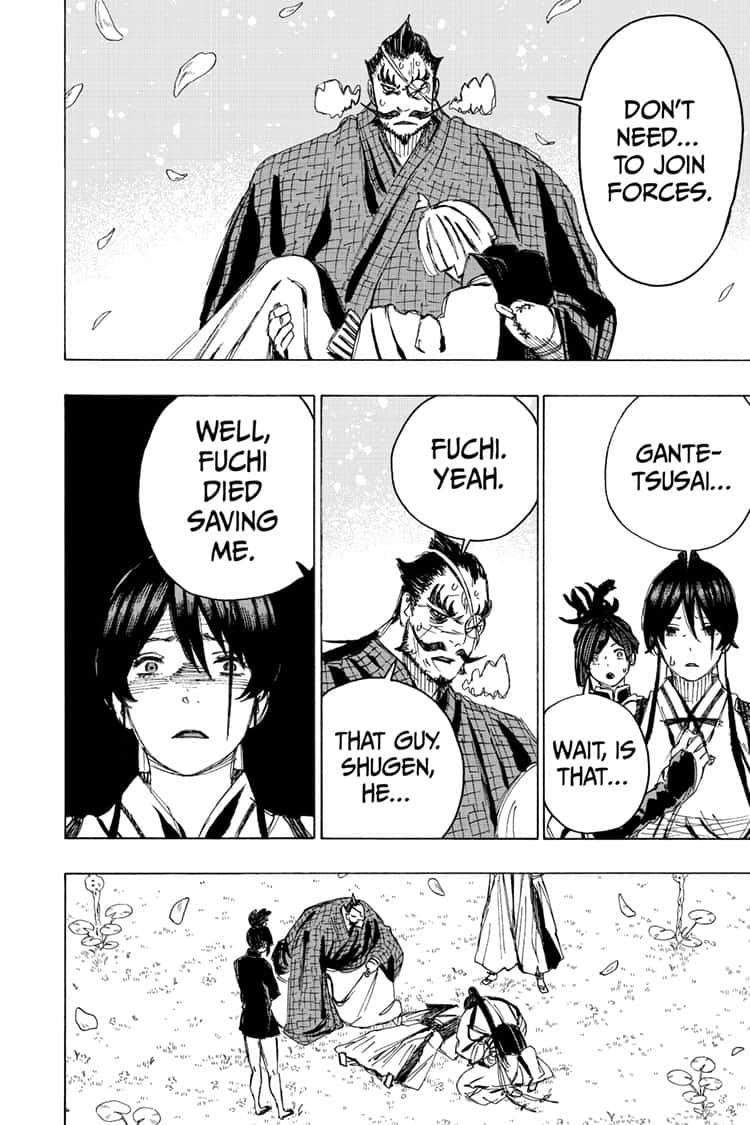 DON'T
NEED...
TO JOIN
FORCES.
GANTE-
TSUSAI...
WAIT, IS
THAT...
FUCHI.
YEAH.
THAT GUY.
SHUGEN,
HE...
WELL,
FUCHI
DIED
SAVING
ME.